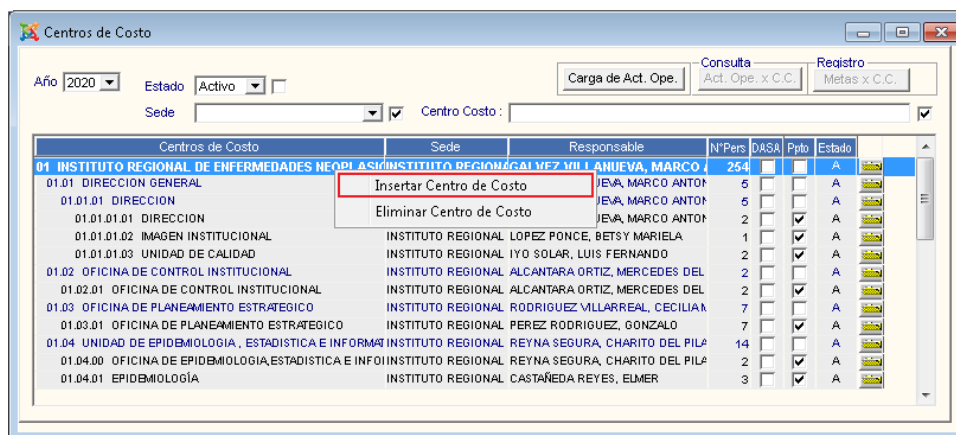 Centros de Costo
Consulta Registro
Año 2020 Estado Activo Carga de Act. Ope. Act. Ope. x C.C. Metas x C.C.
Sede Centro Costo :
Centros de Costo Sede Responsable N°Pers DASA Ppto Estado
01 INSTITUTO REGIONAL DE ENFERMEDADES NEOPLASIC INSTITUTO REGIONA GALVEZ VILLANUEVA, MARCO A 254 A
01.01 DIRECCION GENERAL Insertar Centro de Costo UEVA, MARCO ANTON 5 A
01.01.01 DIRECCION UEVA, MARCO ANTON 5 A
Eliminar Centro de Costo
01.01.01.01 DIRECCION UEVA, MARCO ANTON 2 A
01.01.01.02 IMAGEN INSTITUCIONAL INSTITUTO REGIONAL LOPEZ PONCE, BETSY MARIELA 1 A
01.01.01.03 UNIDAD DE CALIDAD INSTITUTO REGIONAL IYO SOLAR, LUIS FERNANDO 2 A
01.02 OFICINA DE CONTROL INSTITUCIONAL INSTITUTO REGIONAL ALCANTARA ORTIZ, MERCEDES DEL 2 A
01.02.01 OFICINA DE CONTROL INSTITUCIONAL INSTITUTO REGIONAL ALCANTARA ORTIZ, MERCEDES DEL 2 A
01.03 OFICINA DE PLANEAMIENTO ESTRATEGICO INSTITUTO REGIONAL RODRIGUEZ VILLARREAL, CECILIA M 7 A
01.03.01 OFICINA DE PLANEAMIENTO ESTRATEGICO INSTITUTO REGIONAL PEREZ RODRIGUEZ, GONZALO 7 A
01.04 UNIDAD DE EPIDEMIOLOGIA , ESTADISTICA E INFORMAT INSTITUTO REGIONAL REYNA SEGURA, CHARITO DEL PILA 14 A
01.04.00 OFICINA DE EPIDEMIOLOGIA,ESTADISTICA E INFOI INSTITUTO REGIONAL REYNA SEGURA, CHARITO DEL PILA 2 A
01.04.01 EPIDEMIOLOGÍA INSTITUTO REGIONAL CASTAÑEDA REYES, ELMER 3 A